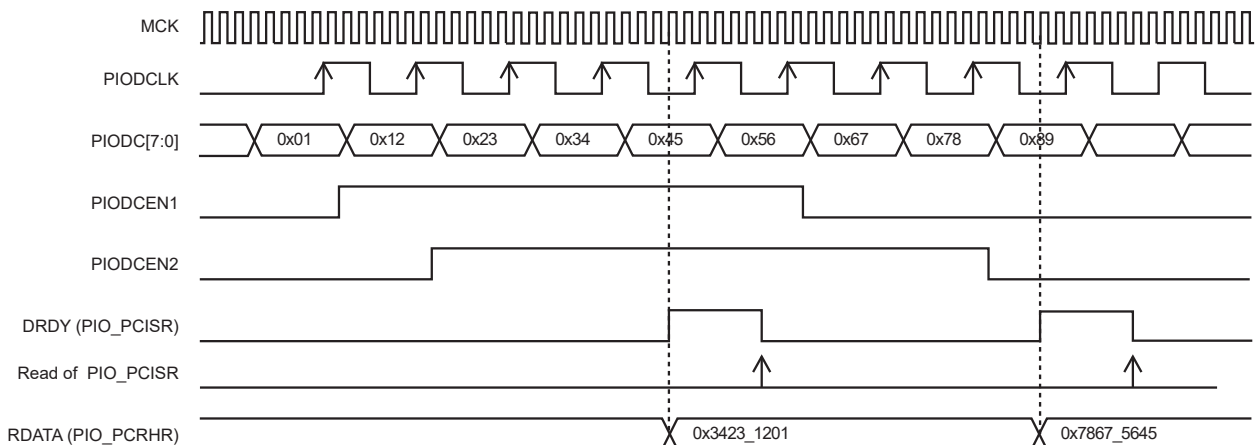 MCK
PIODCLK
PIODC[7:0] 0x01 0x12 0x23 0x34 0x45 0x56 0x67 0x78 0x89
PIODCEN1
PIODCEN2
DRDY (PIO_PCISR)
Read of PIO_PCISR
RDATA (PIO_PCRHR) 0x3423_1201 0x7867_5645